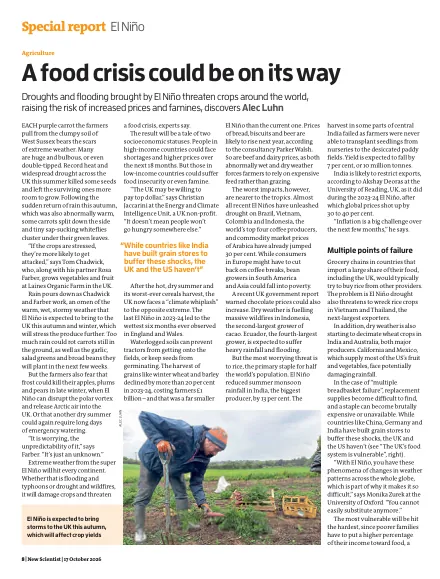 Special report El Niño
Agriculture
A food crisis could be on its way
Droughts and flooding brought by El Niño threaten crops around the world,
raising the risk of increased prices and famines, discovers Alec Luhn
EACH purple carrot the farmers
pull from the clumpy soil of
West Sussex bears the scars
of extreme weather. Many
are huge and bulbous, or even
double-tipped. Record heat and
widespread drought across the
UK this summer killed some seeds
and left the surviving ones more
room to grow. Following the
sudden return of rain this autumn,
which was also abnormally warm,
some carrots split down the side
and tiny sap-sucking whiteflies
cluster under their green leaves.
"If the crops are stressed,
they're more likely to get
attacked," says Tom Chadwick,
who, along with his partner Rosa
Farber, grows vegetables and fruit
at Laines Organic Farm in the UK.
Rain pours down as Chadwick
and Farber work, an omen of the
warm, wet, stormy weather that
El Niño is expected to bring to the
UK this autumn and winter, which
will stress the produce further. Too
much rain could rot carrots still in
the ground, as well as the garlic,
salad greens and broad beans they
will plant in the next few weeks.
But the farmers also fear that
frost could kill their apples, plums
and pears in late winter, when El
Niño can disrupt the polar vortex
and release Arctic air into the
UK. Or that another dry summer
could again require long days
of emergency watering.
"It is worrying, the
unpredictability of it," says
Farber. "It's just an unknown."
Extreme weather from the super
El Niño will hit every continent.
Whether that is flooding and
typhoons or drought and wildfires,
it will damage crops and threaten
a food crisis, experts say.
The result will be a tale of two
socioeconomic statuses. People in
high-income countries could face
shortages and higher prices over
the next 18 months. But those in
low-income countries could suffer
food insecurity or even famine.
"The UK may be willing to
pay top dollar," says Christian
Jaccarini at the Energy and Climate
Intelligence Unit, a UK non-profit.
"It doesn't mean people won't
go hungry somewhere else."
"While countries like India
have built grain stores to
buffer these shocks, the
UK and the US haven't"
After the hot, dry summer and
its worst-ever cereals harvest, the
UK now faces a "climate whiplash"
to the opposite extreme. The
last El Niño in 2023-24 led to the
wettest six months ever observed
in England and Wales.
Waterlogged soils can prevent
tractors from getting onto the
fields, or keep seeds from
germinating. The harvest of
grains like winter wheat and barley
declined by more than 20 per cent
in 2023-24, costing farmers £1
billion – and that was a far smaller
El Niño than the current one. Prices
of bread, biscuits and beer are
likely to rise next year, according
to the consultancy Parker Walsh.
So are beef and dairy prices, as both
abnormally wet and dry weather
forces farmers to rely on expensive
feed rather than grazing.
The worst impacts, however,
are nearer to the tropics. Almost
all recent El Niños have unleashed
drought on Brazil, Vietnam,
Colombia and Indonesia, the
world's top four coffee producers,
and commodity market prices
of Arabica have already jumped
30 per cent. While consumers
in Europe might have to cut
back on coffee breaks, bean
growers in South America
and Asia could fall into poverty.
A recent UK government report
warned chocolate prices could also
increase. Dry weather is fuelling
massive wildfires in Indonesia,
the second-largest grower of
cacao. Ecuador, the fourth-largest
grower, is expected to suffer
heavy rainfall and flooding.
But the most worrying threat is
to rice, the primary staple for half
the world's population. El Niño
produced summer monsoon
rainfall in India, the biggest
producer, by 13 per cent. The
harvest in some parts of central
India failed as farmers were never
able to transplant seedlings from
nurseries to the desiccated paddy
fields. Yield is expected to fall by
7 per cent, or 10 million tonnes.
India is likely to restrict exports,
according to Akshay Deoras at the
University of Reading, UK, as it did
during the 2023-24 El Niño, after
which global prices shot up by
30 to 40 per cent.
"Inflation is a big challenge over
the next few months," he says.
Multiple points of failure
Grocery chains in countries that
import a large share of their food,
including the UK, would typically
try to buy rice from other providers.
The problem is El Niño drought
also threatens to wreck rice crops
in Vietnam and Thailand, the
next-largest exporters.
In addition, dry weather is also
starting to decimate wheat crops in
India and Australia, both major
producers. California and Mexico,
which supply most of the US's fruit
and vegetables, face potentially
damaging rainfall.
In the case of "multiple
breadbasket failure", replacement
supplies become difficult to find,
and a staple can become brutally
expensive or unavailable. While
countries like China, Germany and
India have built grain stores to
buffer these shocks, the UK and
the US haven't (see "The UK's food
system is vulnerable", right).
"With El Niño, you have these
phenomena of changes in weather
patterns across the whole globe,
which is part of why it makes it so
difficult," says Monika Zurek at the
University of Oxford. "You cannot
easily substitute anymore."
The most vulnerable will be hit
the hardest, since poorer families
have to put a higher percentage
of their income toward food, a
ALEC LUHN
El Niño is expected to bring
storms to the UK this autumn,
which will affect crop yields
8 | New Scientist | 17 October 2026